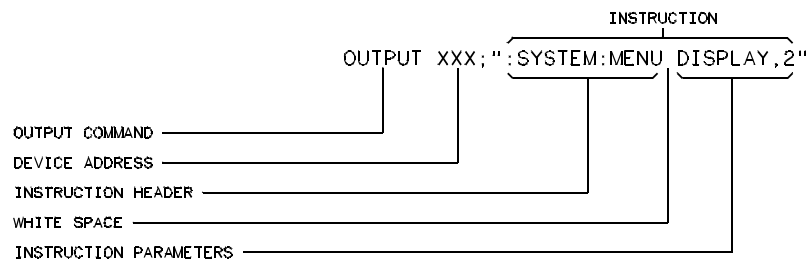 INSTRUCTION
OUTPUT XXX;":SYSTEM:MENU DISPLAY,2"
OUTPUT COMMAND
DEVICE ADDRESS
INSTRUCTION HEADER
WHITE SPACE
INSTRUCTION PARAMETERS